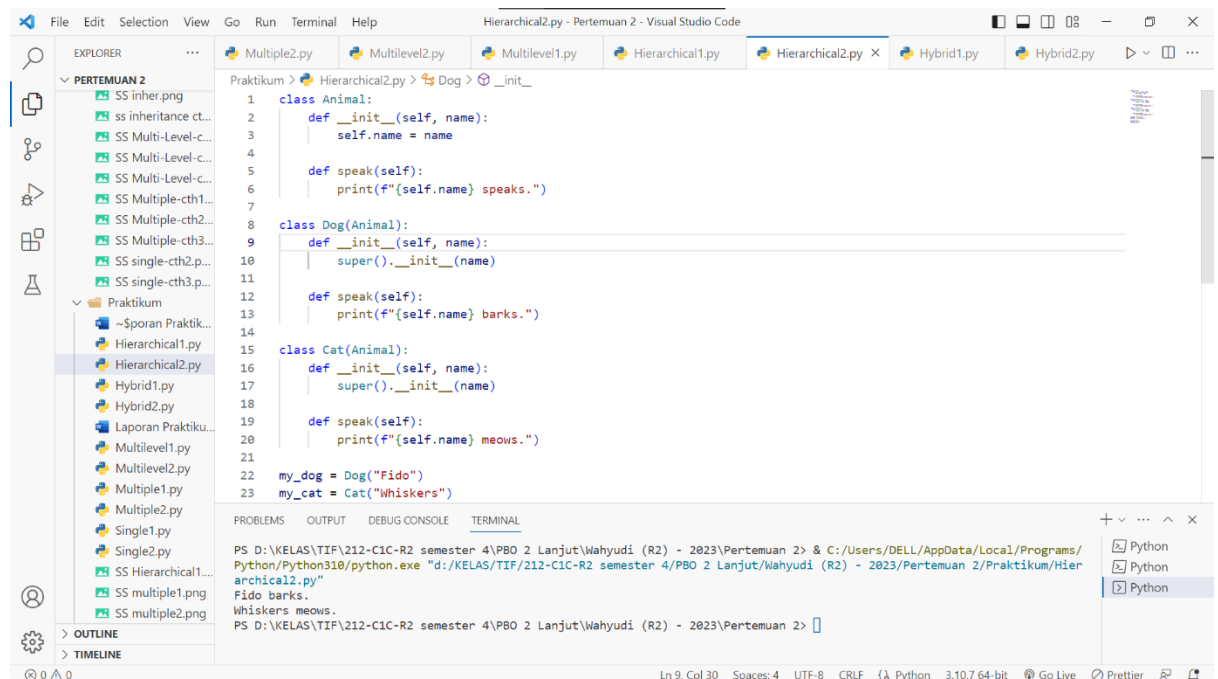 File Edit Selection View Go Run Terminal Help Hierarchical2.py - Pertemuan 2 - Visual Studio Code
EXPLORER ...
PERTEMUAN 2
SS inher.png
ss inheritance ct...
SS Multi-Level-c...
SS Multi-Level-c...
SS Multi-Level-c...
SS Multiple-cth1...
SS Multiple-cth2...
SS Multiple-cth3...
SS single-cth2.p...
SS single-cth3.p...
Praktikum
~$poran Praktik...
Hierarchical1.py
Hierarchical2.py
Hybrid1.py
Hybrid2.py
Laporan Praktiku...
Multilevel1.py
Multilevel2.py
Multiple1.py
Multiple2.py
Single1.py
Single2.py
SS Hierarchical1....
SS multiple1.png
SS multiple2.png
OUTLINE
TIMELINE
Multiple2.py Multilevel2.py Multilevel1.py Hierarchical1.py Hierarchical2.py Hybrid1.py Hybrid2.py
Praktikum > Hierarchical2.py > Dog > __init__
1 class Animal:
2 def __init__(self, name):
3 self.name = name
4
5 def speak(self):
6 print(f"{self.name} speaks.")
7
8 class Dog(Animal):
9 def __init__(self, name):
10 super().__init__(name)
11
12 def speak(self):
13 print(f"{self.name} barks.")
14
15 class Cat(Animal):
16 def __init__(self, name):
17 super().__init__(name)
18
19 def speak(self):
20 print(f"{self.name} meows.")
21
22 my_dog = Dog("Fido")
23 my_cat = Cat("Whiskers")
PROBLEMS OUTPUT DEBUG CONSOLE TERMINAL
PS D:\KELAS\TIF\212-C1C-R2 semester 4\PBO 2 Lanjut\Wahyudi (R2) - 2023\Pertemuan 2> & C:/Users/DELL/AppData/Local/Programs/
Python/Python310/python.exe "d:/KELAS/TIF/212-C1C-R2 semester 4/PBO 2 Lanjut/Wahyudi (R2) - 2023/Pertemuan 2/Praktikum/Hier
archical2.py"
Fido barks.
Whiskers meows.
PS D:\KELAS\TIF\212-C1C-R2 semester 4\PBO 2 Lanjut\Wahyudi (R2) - 2023\Pertemuan 2>
Python
Python
Python
0 0 Ln 9, Col 30 Spaces: 4 UTF-8 CRLF Python 3.10.7 64-bit Go Live Prettier